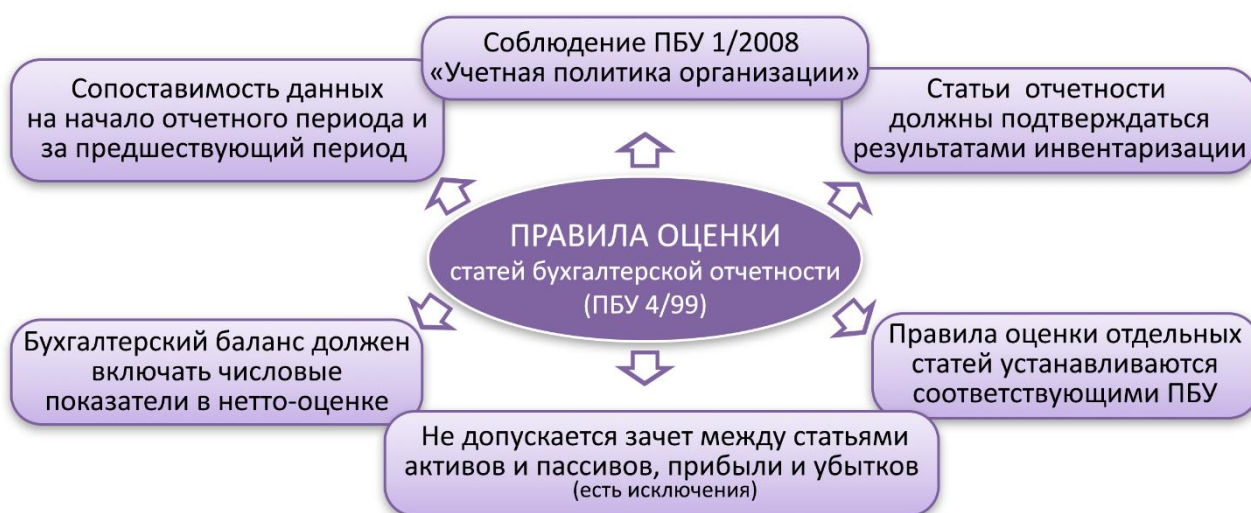 Соблюдение ПБУ 1/2008
«Учетная политика организации»
Сопоставимость данных
на начало отчетного периода и
за предшествующий период
Статьи отчетности
должны подтверждаться
результатами инвентаризации
ПРАВИЛА ОЦЕНКИ
статей бухгалтерской отчетности
(ПБУ 4/99)
Бухгалтерский баланс должен
включать числовые
показатели в нетто-оценке
Правила оценки отдельных
статей устанавливаются
соответствующими ПБУ
Не допускается зачет между статьями
активов и пассивов, прибыли и убытков
(есть исключения)